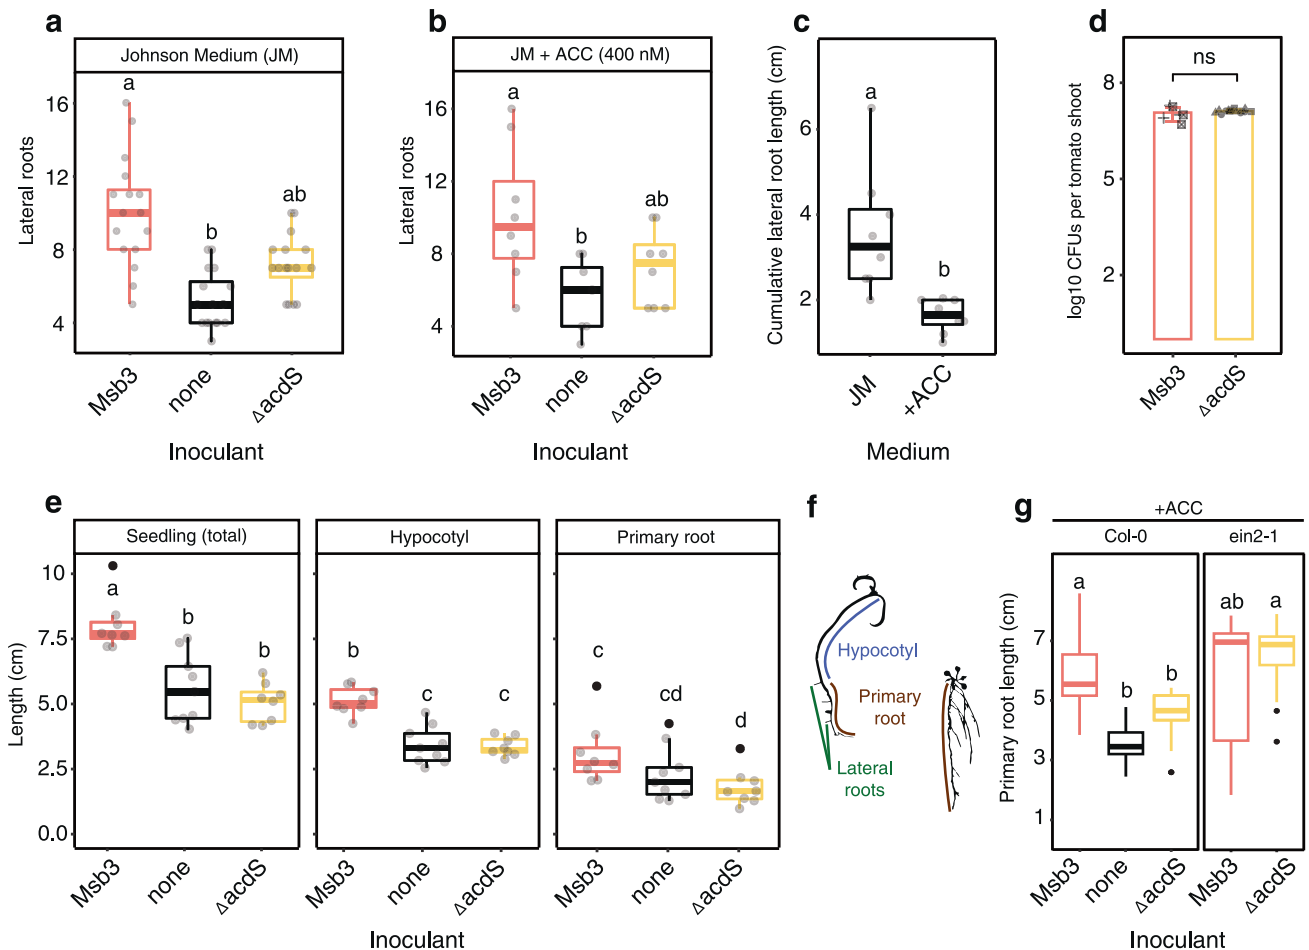 a
Johnson Medium (JM)
Lateral roots
16
12
8
4
a
b
ab
Msb3
none
ΔacdS
Inoculant
b
JM + ACC (400 nM)
Lateral roots
16
12
8
4
a
b
ab
Msb3
none
ΔacdS
Inoculant
c
Cumulative lateral root length (cm)
6
4
2
a
b
JM
+ACC
Medium
d
log10 CFUs per tomato shoot
8
5
2
ns
Msb3
ΔacdS
e
Length (cm)
10
7.5
5.0
2.5
0.0
Seedling (total)
a
b
b
Msb3
none
ΔacdS
Hypocotyl
b
c
c
Msb3
none
ΔacdS
Primary root
c
cd
d
Msb3
none
ΔacdS
Inoculant
f
Hypocotyl
Primary
root
Lateral
roots
g
+ACC
Col-0
ein2-1
Primary root length (cm)
7
5
3
1
a
b
b
ab
a
Msb3
none
ΔacdS
Msb3
ΔacdS
Inoculant